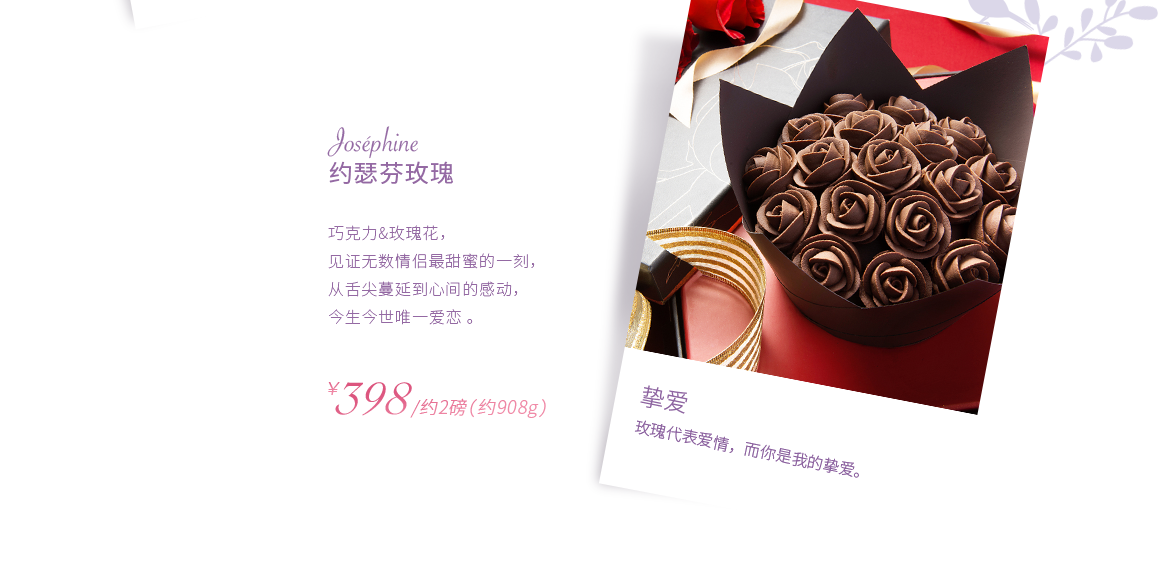 Joséphine
约瑟芬玫瑰
巧克力&玫瑰花，
见证无数情侣最甜蜜的一刻，
从舌尖蔓延到心间的感动，
今生今世唯一爱恋 。
¥398/约2磅(约908g)
挚爱
玫瑰代表爱情，而你是我的挚爱。